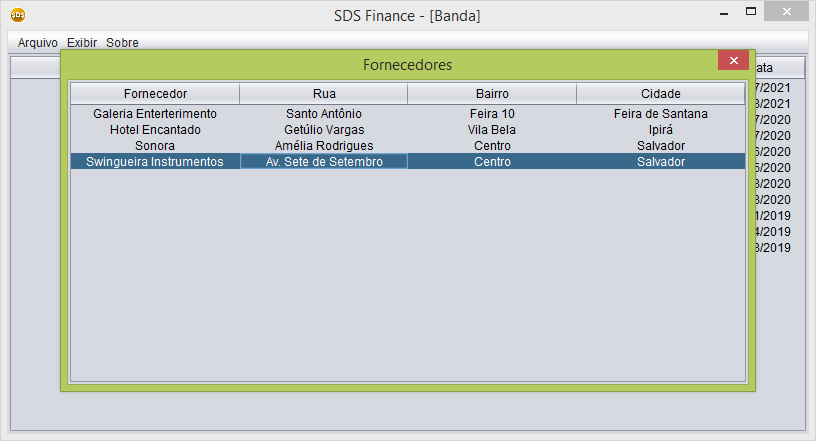 SDS
SDS Finance - [Banda]
Arquivo Exibir Sobre
Fornecedores
Fornecedor Rua Bairro Cidade
Galeria Enterterimento Santo Antônio Feira 10 Feira de Santana
Hotel Encantado Getúlio Vargas Vila Bela Ipirá
Sonora Amélia Rodrigues Centro Salvador
Swingueira Instrumentos Av. Sete de Setembro Centro Salvador
ata
7/2021
3/2021
7/2020
7/2020
6/2020
5/2020
3/2020
3/2020
1/2019
4/2019
3/2019